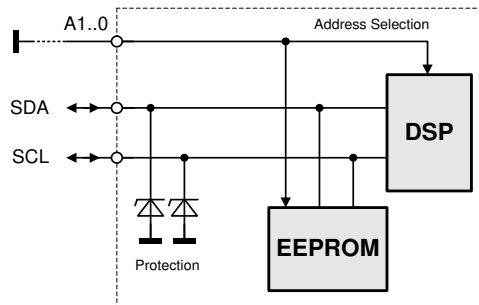 A1..0
Address Selection
SDA
DSP
SCL
EEPROM
Protection